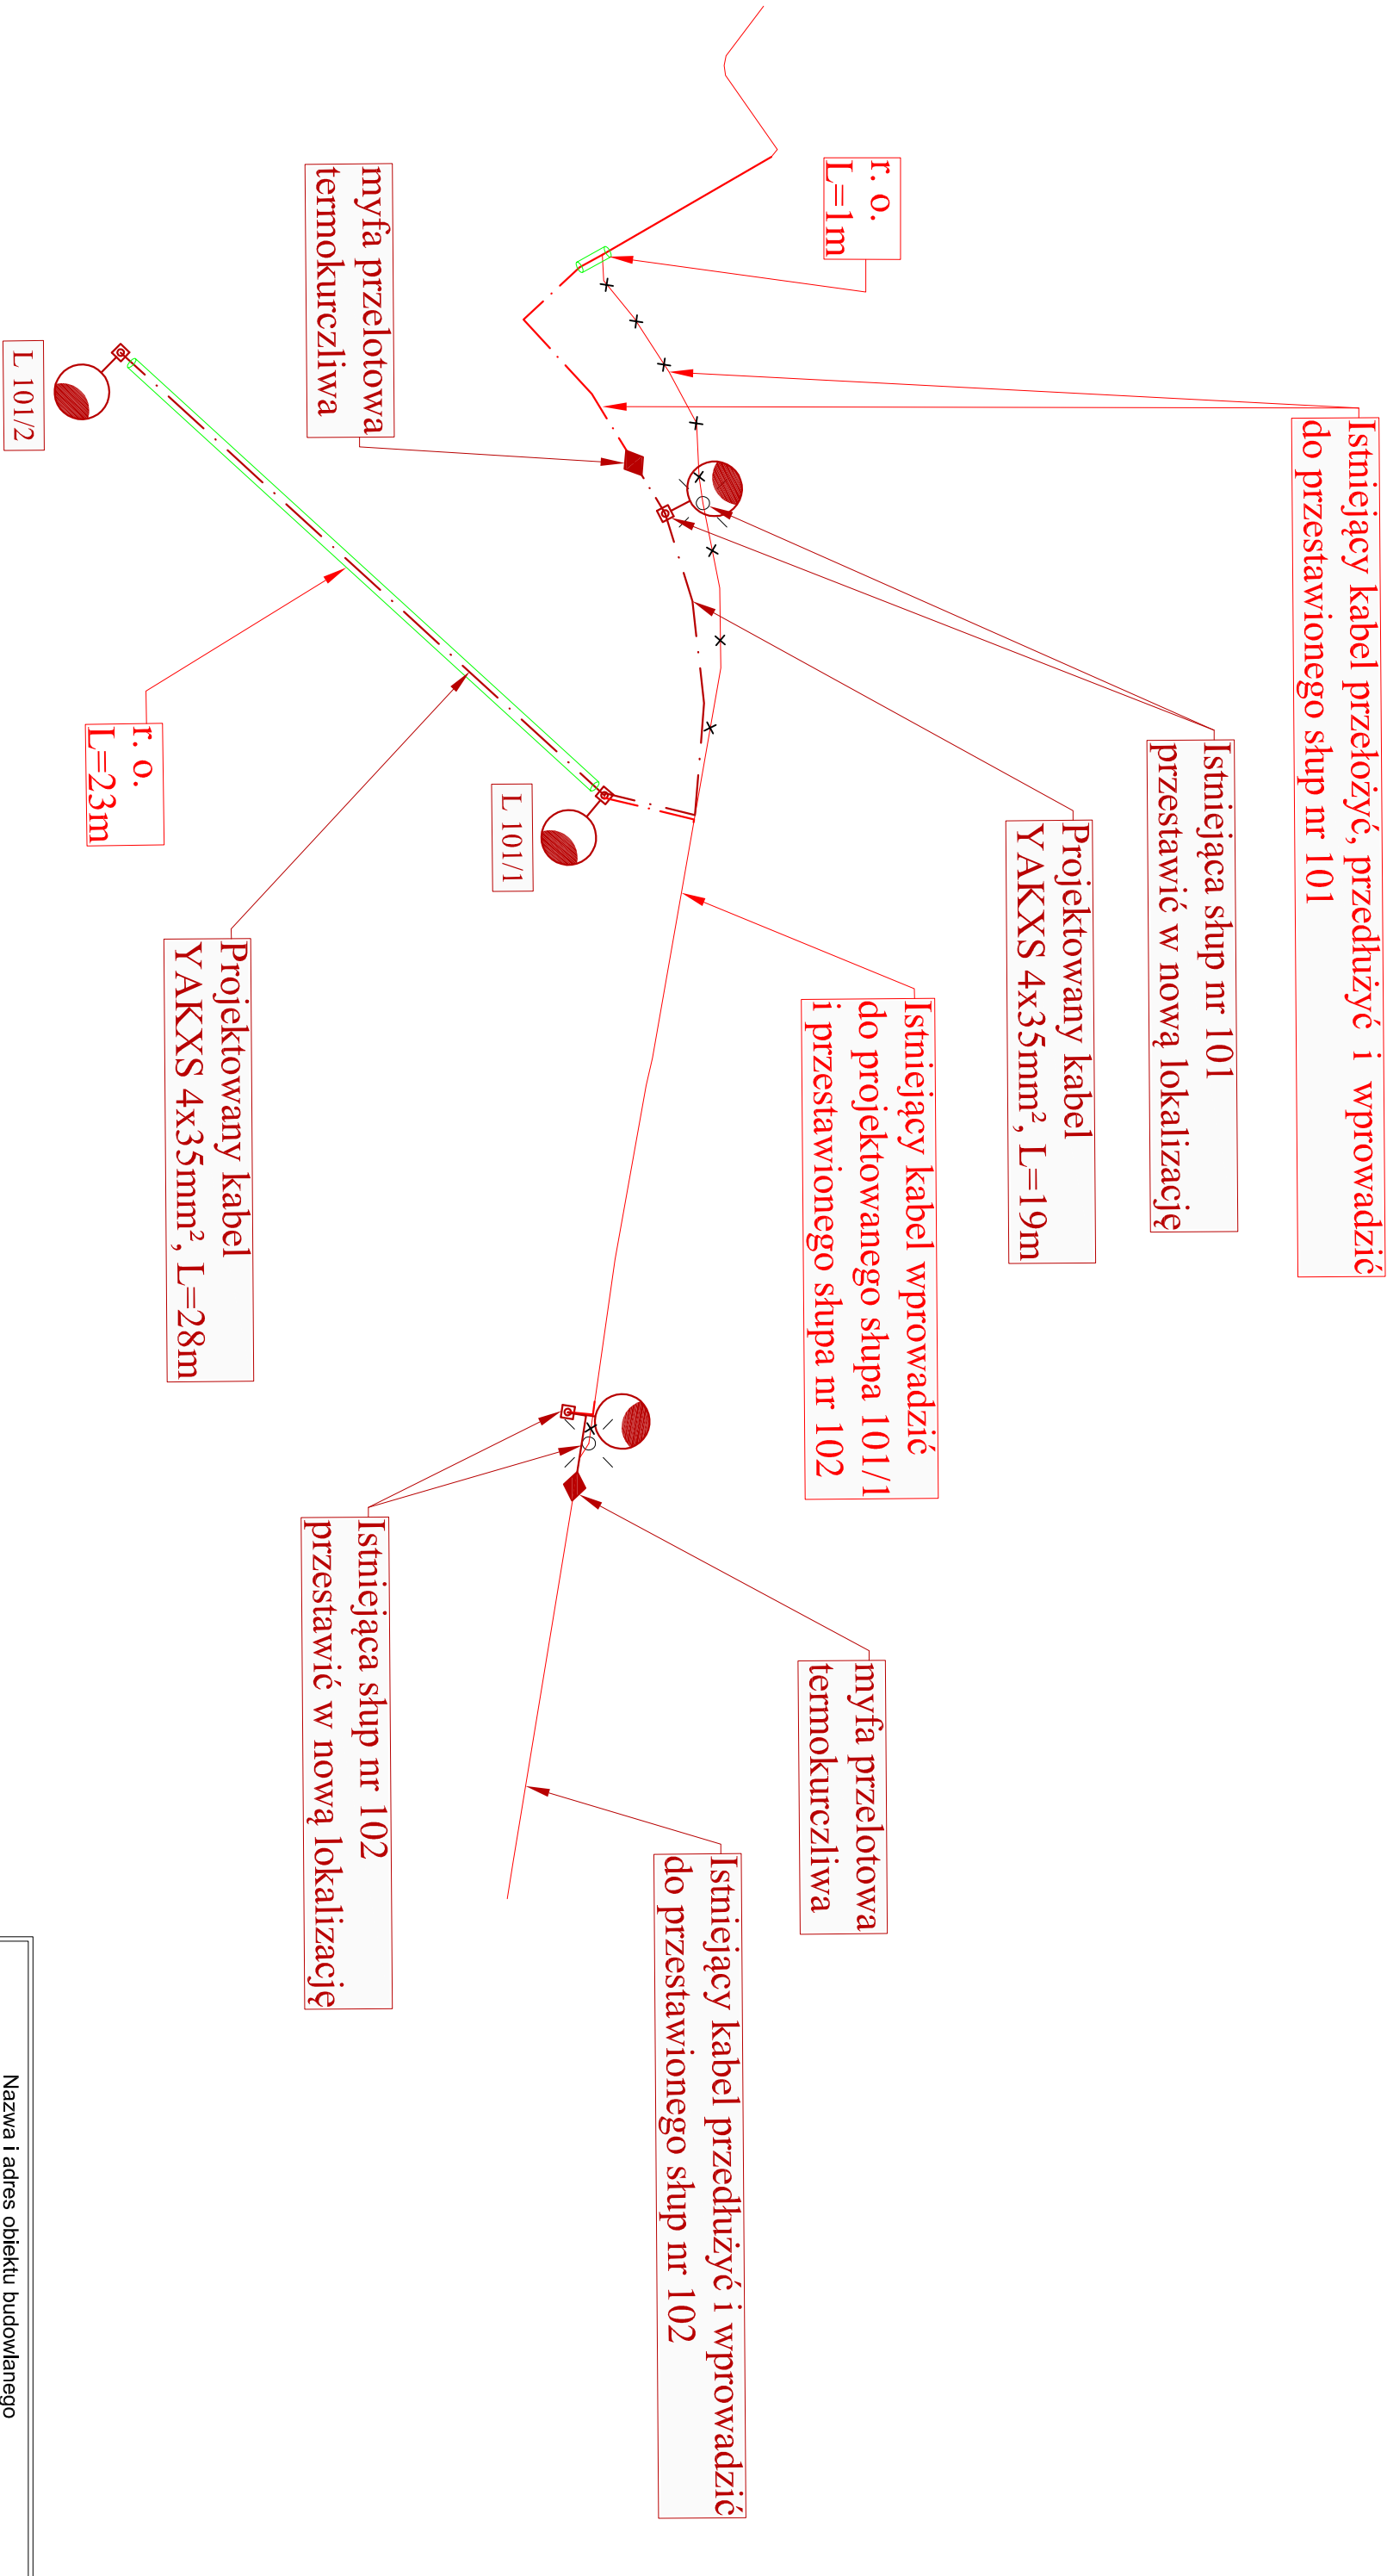 Istniejący kabel przełożyć, przedłużyć i wprowadzić
do przestawionego słup nr 101
Istniejąca słup nr 101
przestawić w nową lokalizację
Projektowany kabel
YAKXS 4x35mm², L=19m
r. o.
L=1m
Istniejący kabel wprowadzić
do projektowanego słupa 101/1
i przestawionego słupa nr 102
myfa przelotowa
termokurczliwa
Istniejący kabel przedłużyć i wprowadzić
do przestawionego słup nr 102
myfa przelotowa
termokurczliwa
L 101/1
Istniejąca słup nr 102
przestawić w nową lokalizację
Projektowany kabel
YAKXS 4x35mm², L=28m
r. o.
L=23m
L 101/2
Nazwa i adres obiektu budowlanego